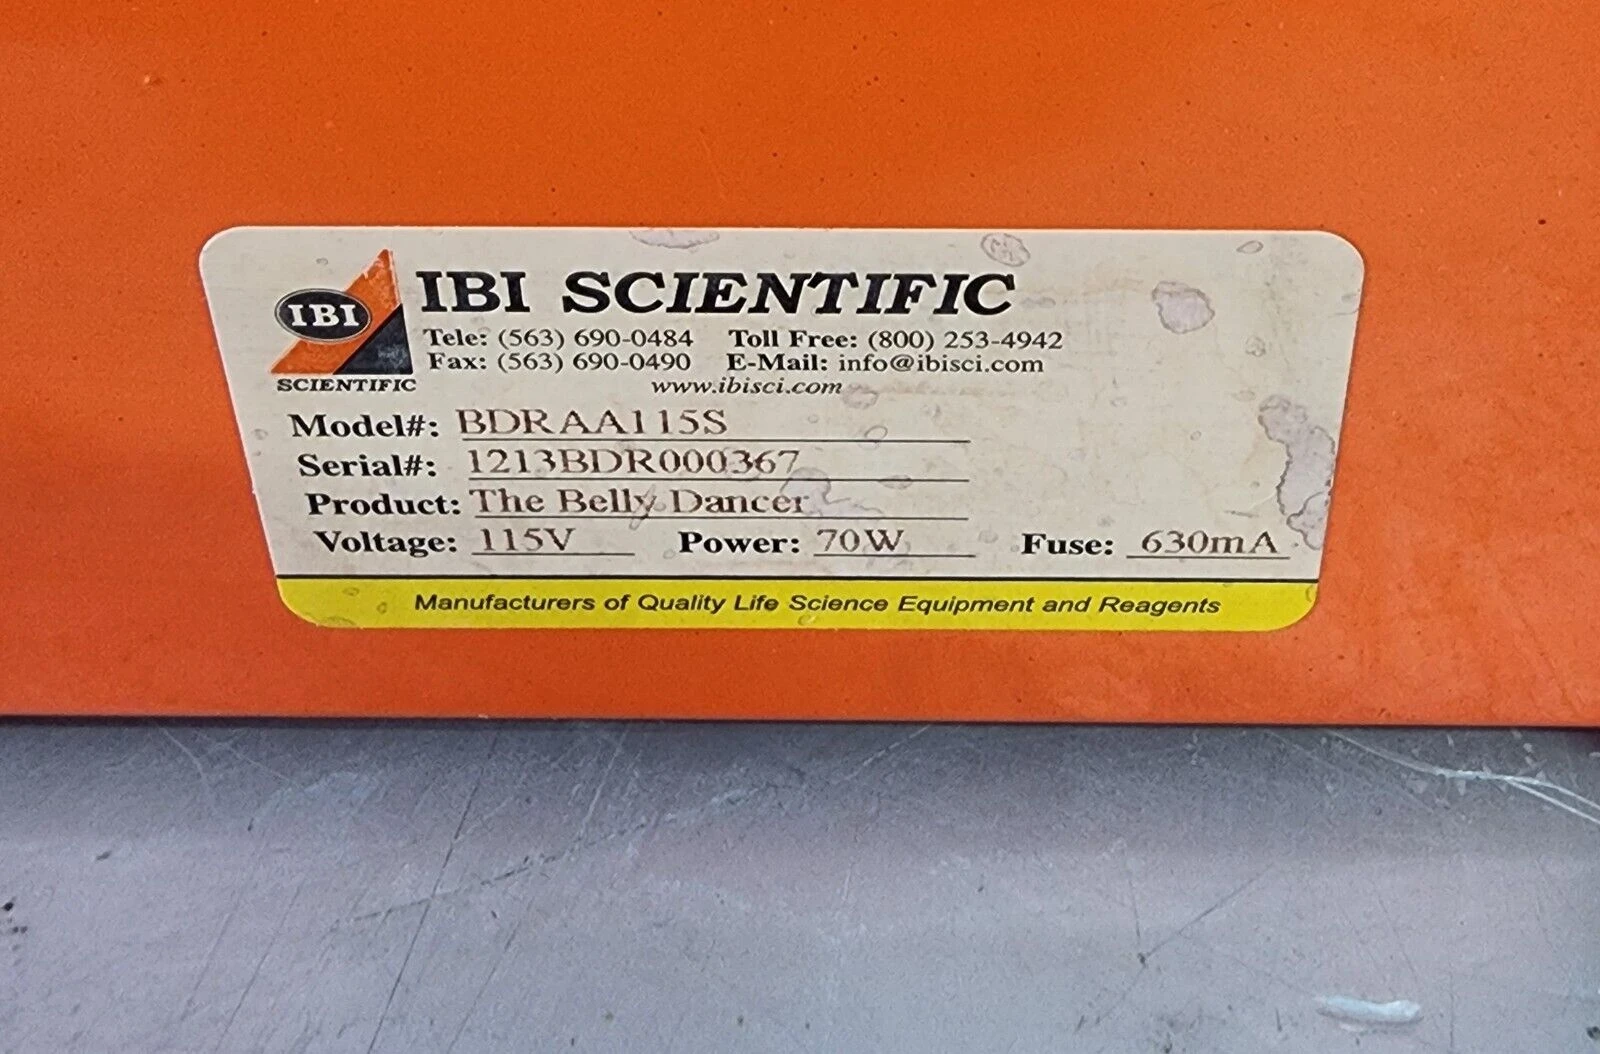 IBI
SCIENTIFIC
IBI SCIENTIFIC
Tele: (563) 690-0484 Toll Free: (800) 253-4942
Fax: (563) 690-0490 E-Mail: info@ibisci.com
www.ibisci.com
Model#: BDRAA115S
Serial#: 1213BDR000367
Product: The Belly Dancer
Voltage: 115V Power: 70W Fuse: 630mA
Manufacturers of Quality Life Science Equipment and Reagents